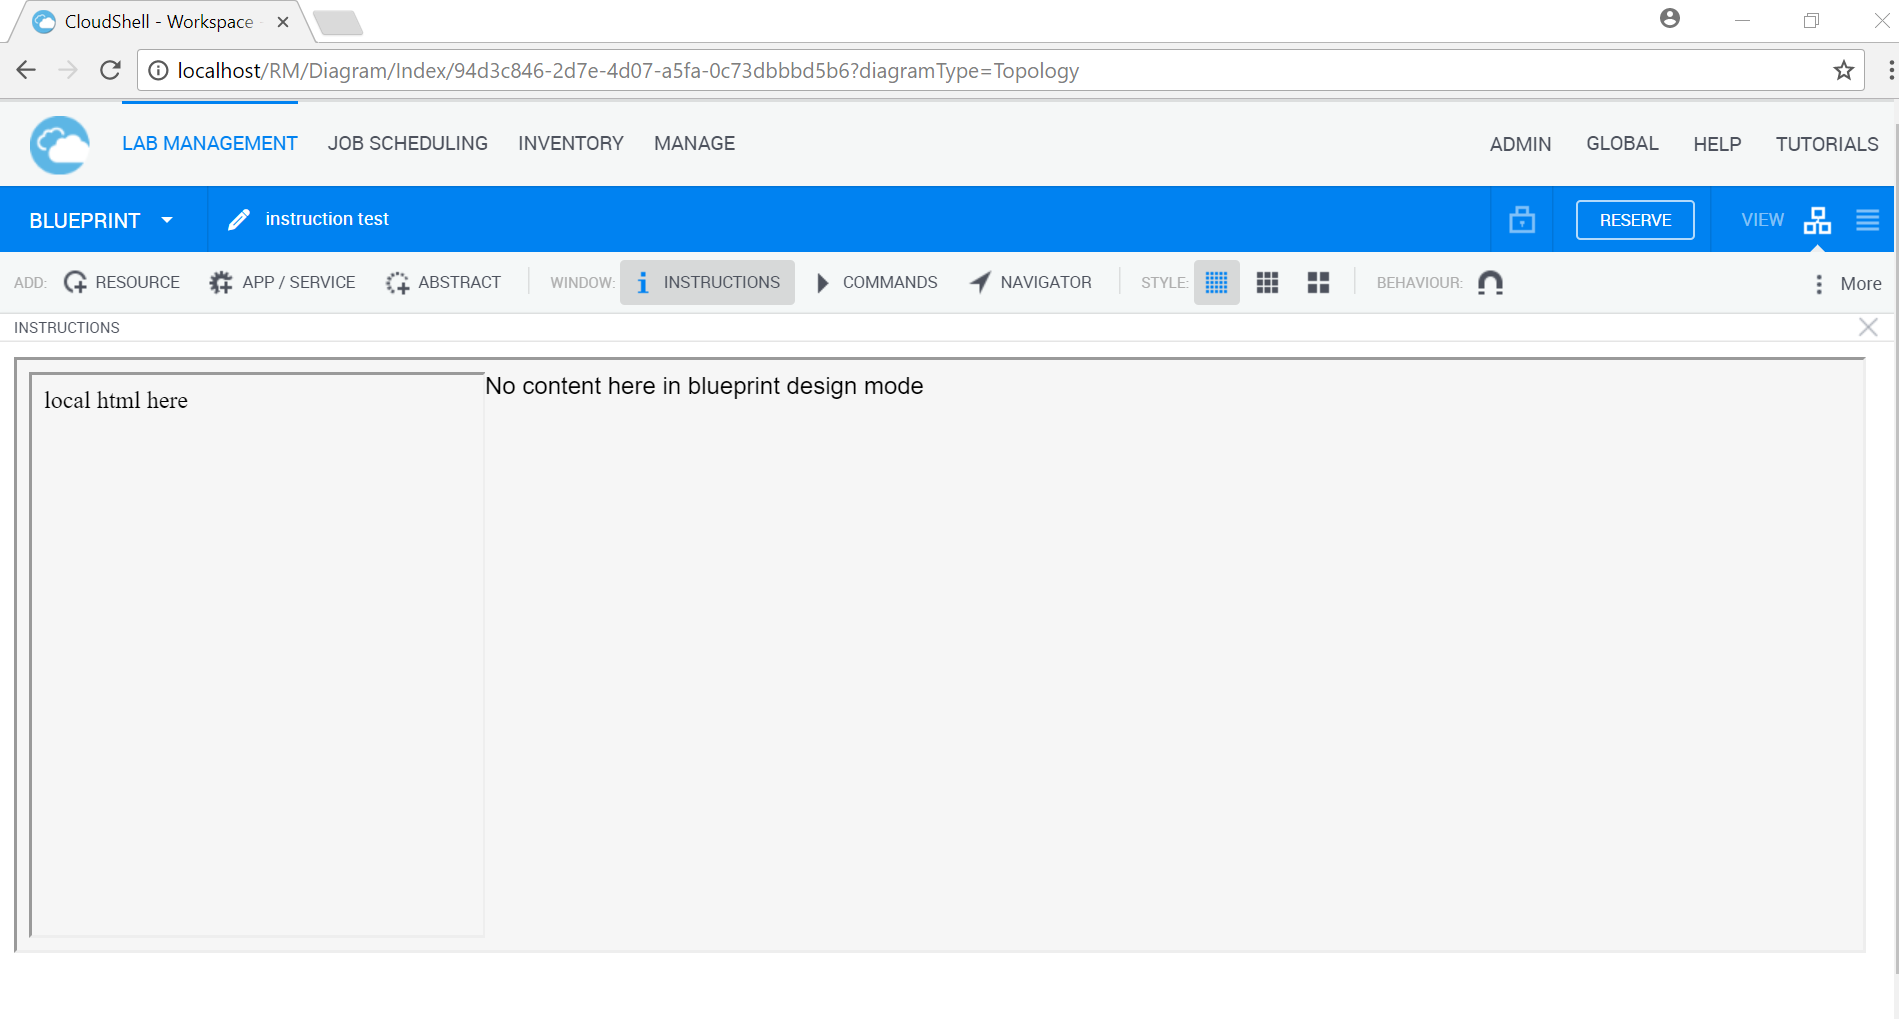 CloudShell - Workspace
localhost/RM/Diagram/Index/94d3c846-2d7e-4d07-a5fa-0c73dbbbd5b6?diagramType=Topology
LAB MANAGEMENT JOB SCHEDULING INVENTORY MANAGE ADMIN GLOBAL HELP TUTORIALS
BLUEPRINT instruction test RESERVE VIEW
ADD: RESOURCE APP / SERVICE ABSTRACT WINDOW: INSTRUCTIONS COMMANDS NAVIGATOR STYLE: BEHAVIOUR: More
INSTRUCTIONS
local html here
No content here in blueprint design mode